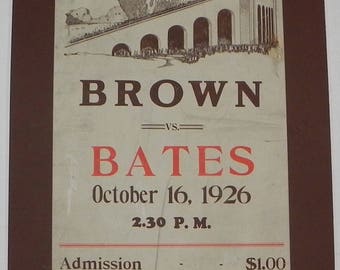 BROWN
vs.
BATES
October 16, 1926
2.30 P. M.
Admission - - $1.00